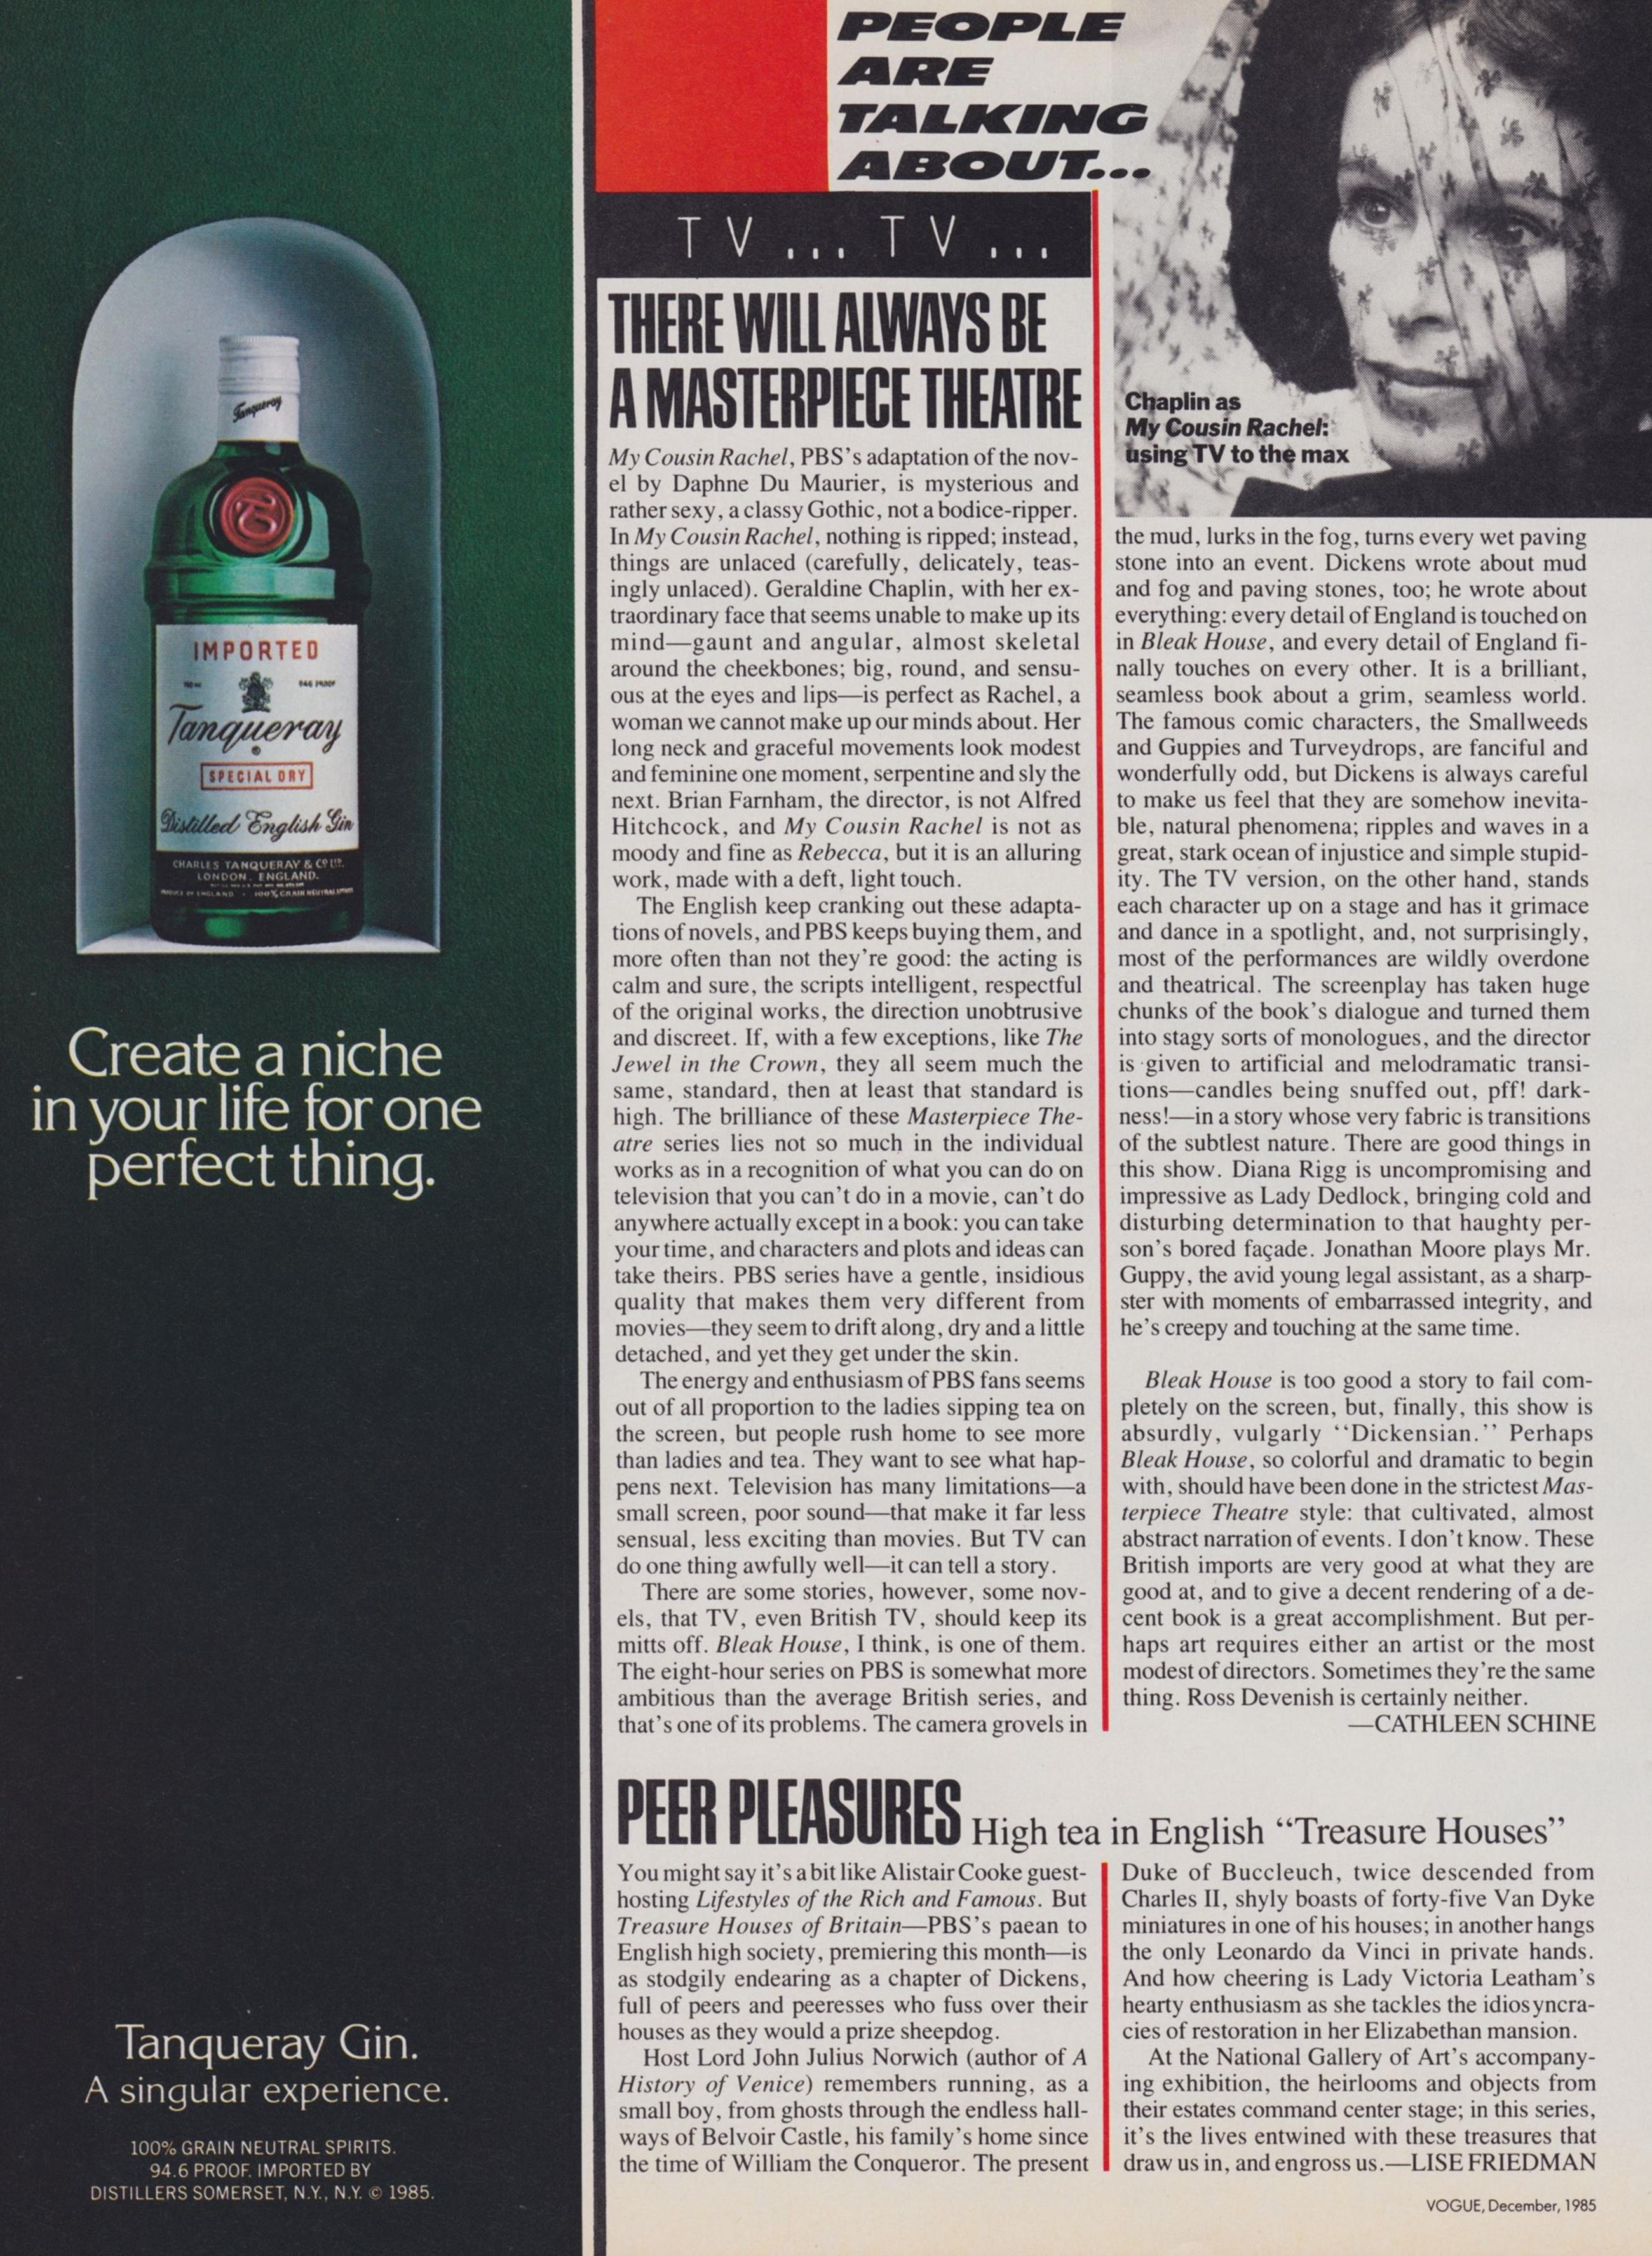 Tanqueray
IMPORTED
94.6 PROOF
Tanqueray
®
SPECIAL DRY
Distilled English Gin
CHARLES TANQUERAY & CO LTD.
LONDON, ENGLAND.
PRODUCE OF ENGLAND 100% GRAIN NEUTRAL SPIRITS
Create a niche
in your life for one
perfect thing.
Tanqueray Gin.
A singular experience.
100% GRAIN NEUTRAL SPIRITS.
94.6 PROOF. IMPORTED BY
DISTILLERS SOMERSET, N.Y., N.Y. © 1985.
PEOPLE
ARE
TALKING
ABOUT...
TV...TV...
THERE WILL ALWAYS BE
A MASTERPIECE THEATRE
My Cousin Rachel, PBS's adaptation of the nov-
el by Daphne Du Maurier, is mysterious and
rather sexy, a classy Gothic, not a bodice-ripper.
In My Cousin Rachel, nothing is ripped; instead,
things are unlaced (carefully, delicately, teas-
ingly unlaced). Geraldine Chaplin, with her ex-
traordinary face that seems unable to make up its
mind—gaunt and angular, almost skeletal
around the cheekbones; big, round, and sensu-
ous at the eyes and lips—is perfect as Rachel, a
woman we cannot make up our minds about. Her
long neck and graceful movements look modest
and feminine one moment, serpentine and sly the
next. Brian Farnham, the director, is not Alfred
Hitchcock, and My Cousin Rachel is not as
moody and fine as Rebecca, but it is an alluring
work, made with a deft, light touch.
The English keep cranking out these adapta-
tions of novels, and PBS keeps buying them, and
more often than not they're good: the acting is
calm and sure, the scripts intelligent, respectful
of the original works, the direction unobtrusive
and discreet. If, with a few exceptions, like The
Jewel in the Crown, they all seem much the
same, standard, then at least that standard is
high. The brilliance of these Masterpiece The-
atre series lies not so much in the individual
works as in a recognition of what you can do on
television that you can't do in a movie, can't do
anywhere actually except in a book: you can take
your time, and characters and plots and ideas can
take theirs. PBS series have a gentle, insidious
quality that makes them very different from
movies—they seem to drift along, dry and a little
detached, and yet they get under the skin.
The energy and enthusiasm of PBS fans seems
out of all proportion to the ladies sipping tea on
the screen, but people rush home to see more
than ladies and tea. They want to see what hap-
pens next. Television has many limitations—a
small screen, poor sound—that make it far less
sensual, less exciting than movies. But TV can
do one thing awfully well—it can tell a story.
There are some stories, however, some nov-
els, that TV, even British TV, should keep its
mitts off. Bleak House, I think, is one of them.
The eight-hour series on PBS is somewhat more
ambitious than the average British series, and
that's one of its problems. The camera grovels in
Chaplin as
My Cousin Rachel:
using TV to the max
the mud, lurks in the fog, turns every wet paving
stone into an event. Dickens wrote about mud
and fog and paving stones, too; he wrote about
everything: every detail of England is touched on
in Bleak House, and every detail of England fi-
nally touches on every other. It is a brilliant,
seamless book about a grim, seamless world.
The famous comic characters, the Smallweeds
and Guppies and Turveydrops, are fanciful and
wonderfully odd, but Dickens is always careful
to make us feel that they are somehow inevita-
ble, natural phenomena; ripples and waves in a
great, stark ocean of injustice and simple stupid-
ity. The TV version, on the other hand, stands
each character up on a stage and has it grimace
and dance in a spotlight, and, not surprisingly,
most of the performances are wildly overdone
and theatrical. The screenplay has taken huge
chunks of the book's dialogue and turned them
into stagy sorts of monologues, and the director
is given to artificial and melodramatic transi-
tions—candles being snuffed out, pff! dark-
ness!—in a story whose very fabric is transitions
of the subtlest nature. There are good things in
this show. Diana Rigg is uncompromising and
impressive as Lady Dedlock, bringing cold and
disturbing determination to that haughty per-
son's bored façade. Jonathan Moore plays Mr.
Guppy, the avid young legal assistant, as a sharp-
ster with moments of embarrassed integrity, and
he's creepy and touching at the same time.
Bleak House is too good a story to fail com-
pletely on the screen, but, finally, this show is
absurdly, vulgarly “Dickensian.” Perhaps
Bleak House, so colorful and dramatic to begin
with, should have been done in the strictest Mas-
terpiece Theatre style: that cultivated, almost
abstract narration of events. I don't know. These
British imports are very good at what they are
good at, and to give a decent rendering of a de-
cent book is a great accomplishment. But per-
haps art requires either an artist or the most
modest of directors. Sometimes they're the same
thing. Ross Devenish is certainly neither.
—CATHLEEN SCHINE
PEER PLEASURES High tea in English “Treasure Houses”
You might say it's a bit like Alistair Cooke guest-
hosting Lifestyles of the Rich and Famous. But
Treasure Houses of Britain—PBS's paean to
English high society, premiering this month—is
as stodgily endearing as a chapter of Dickens,
full of peers and peeresses who fuss over their
houses as they would a prize sheepdog.
Host Lord John Julius Norwich (author of A
History of Venice) remembers running, as a
small boy, from ghosts through the endless hall-
ways of Belvoir Castle, his family's home since
the time of William the Conqueror. The present
Duke of Buccleuch, twice descended from
Charles II, shyly boasts of forty-five Van Dyke
miniatures in one of his houses; in another hangs
the only Leonardo da Vinci in private hands.
And how cheering is Lady Victoria Leatham's
hearty enthusiasm as she tackles the idiosyncra-
cies of restoration in her Elizabethan mansion.
At the National Gallery of Art's accompany-
ing exhibition, the heirlooms and objects from
their estates command center stage; in this series,
it's the lives entwined with these treasures that
draw us in, and engross us.—LISE FRIEDMAN
VOGUE, December, 1985